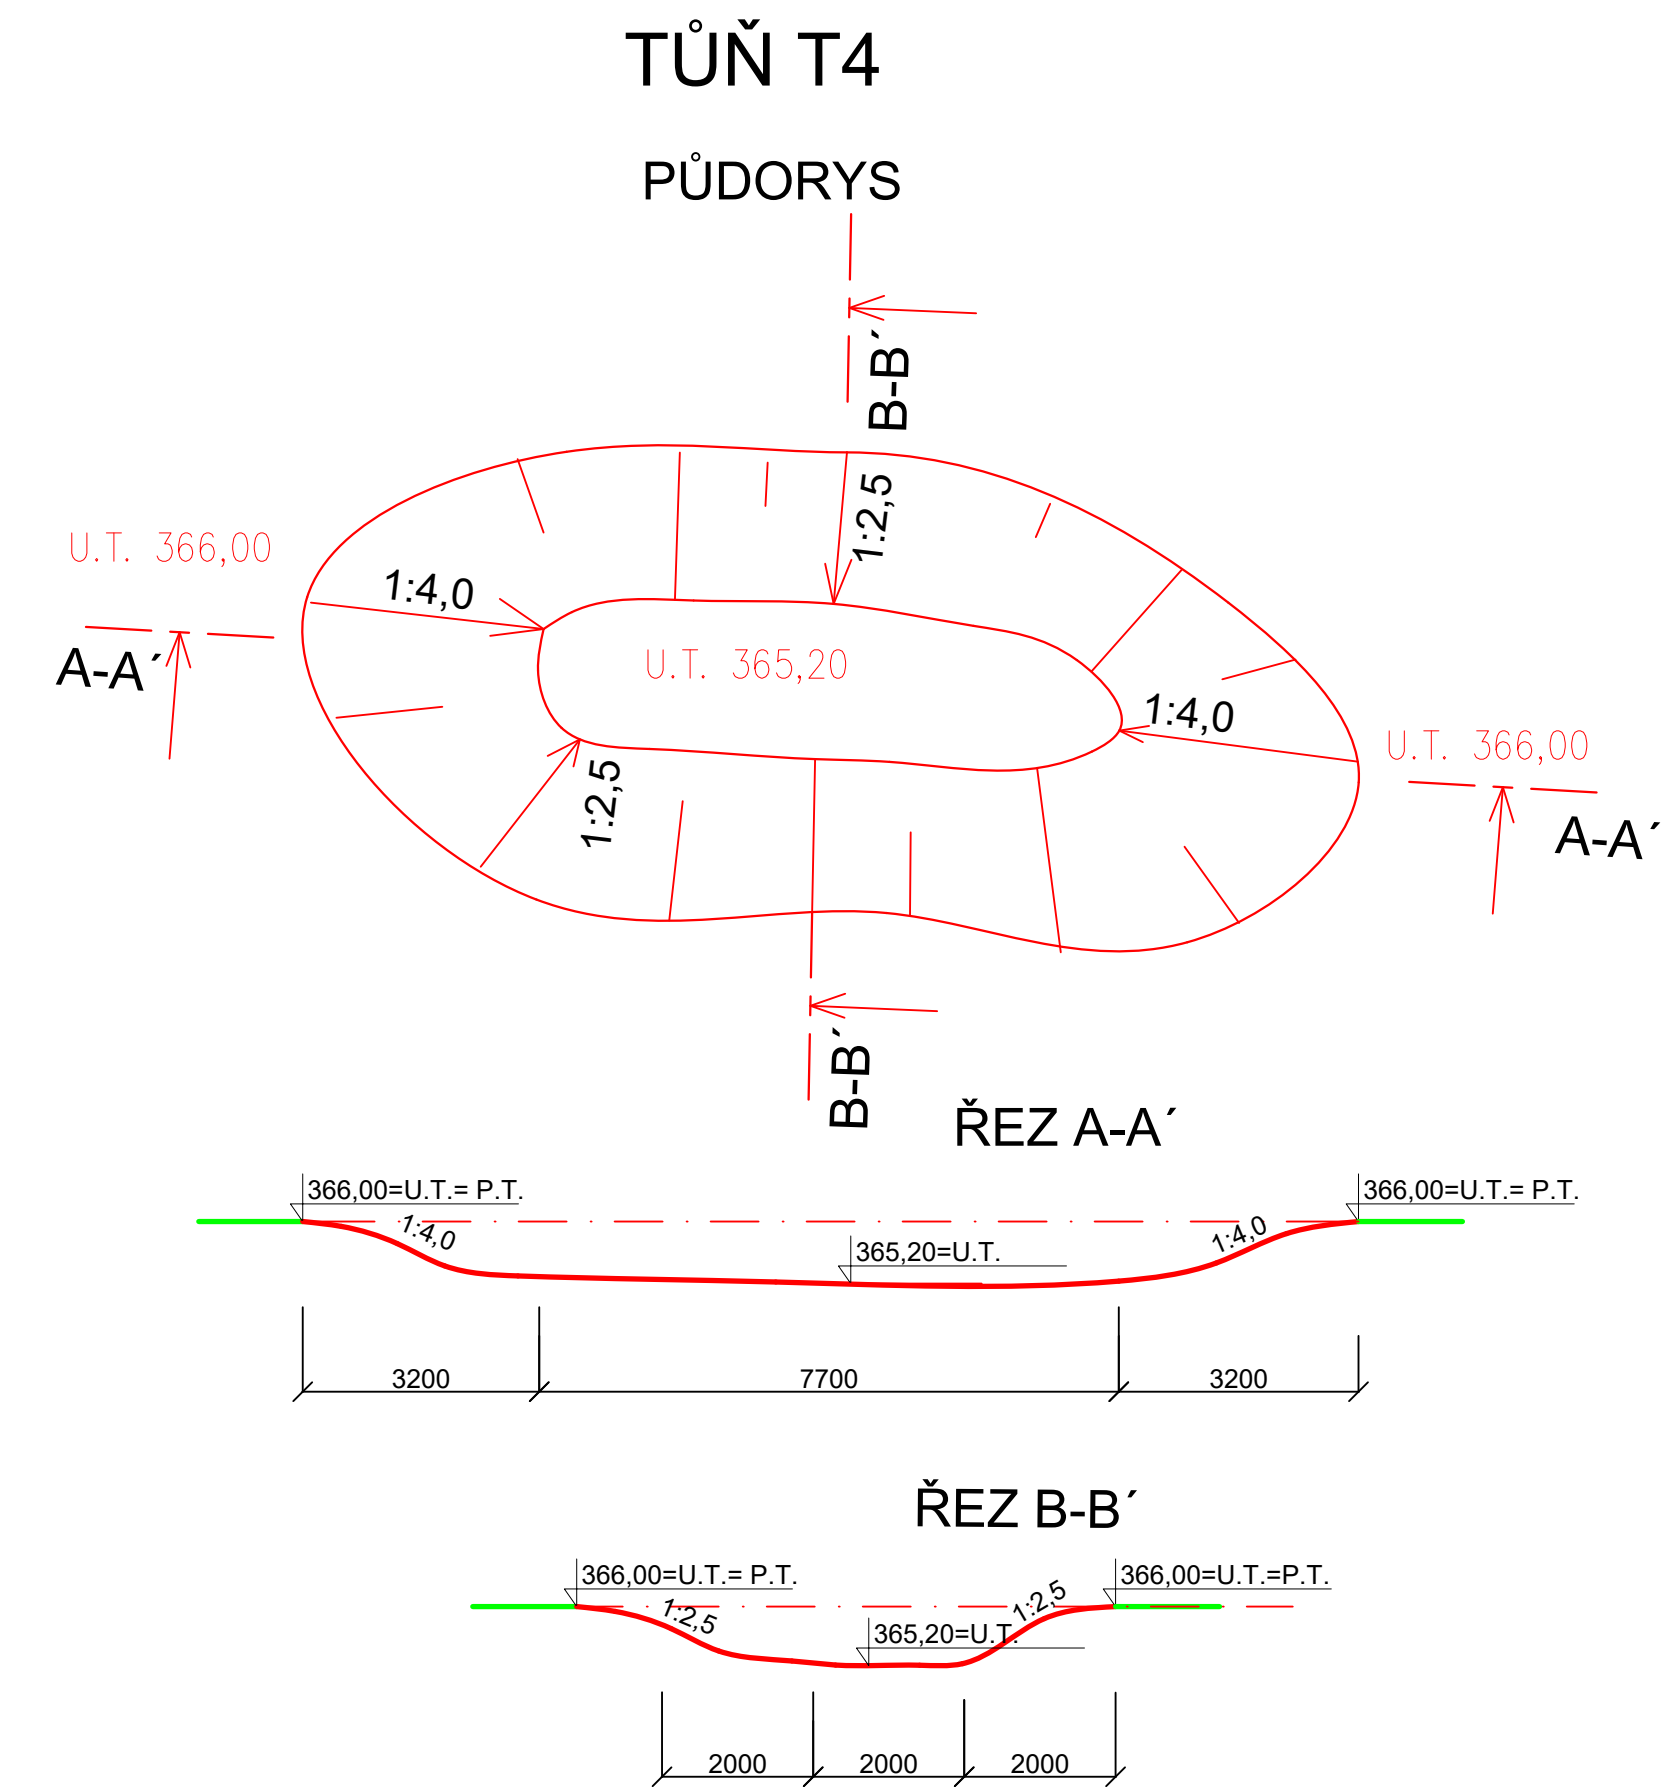 TŮŇ T4
PŮDORYS
B-B´
1:2,5
U.T. 366,00
1:4,0
A-A´
U.T. 365,20
1:4,0
U.T. 366,00
A-A´
1:2,5
B-B´
ŘEZ A-A´
366,00=U.T.= P.T.
366,00=U.T.= P.T.
1:4,0
1:4,0
365,20=U.T.
3200
7700
3200
ŘEZ B-B´
366,00=U.T.= P.T.
366,00=U.T.=P.T.
1:2,5
1:2,5
365,20=U.T.
2000
2000
2000